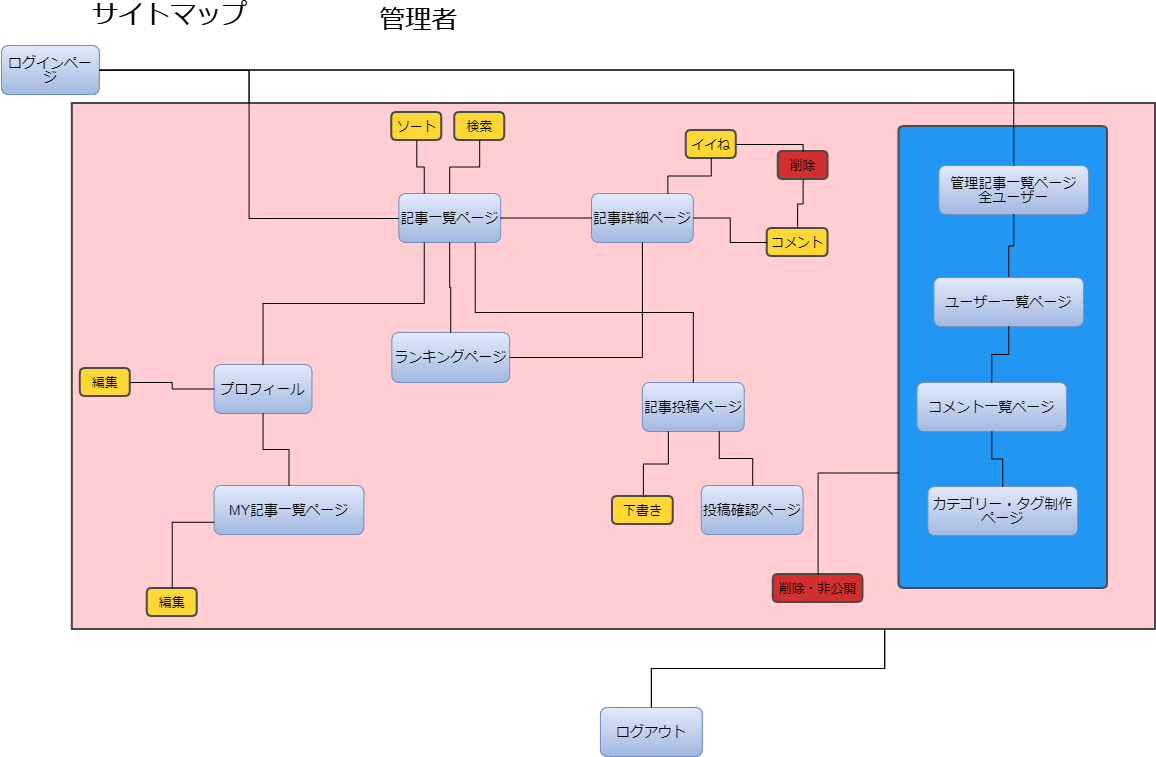 サイトマップ
管理者
ログインペー
ジ
ソート
検索
イイね
削除
管理記事一覧ページ
全ユーザー
記事一覧ページ
記事詳細ページ
コメント
ユーザー一覧ページ
ランキングページ
編集
プロフィール
記事投稿ページ
コメント一覧ページ
MY記事一覧ページ
下書き
投稿確認ページ
カテゴリー・タグ制作
ページ
編集
削除・非公開
ログアウト